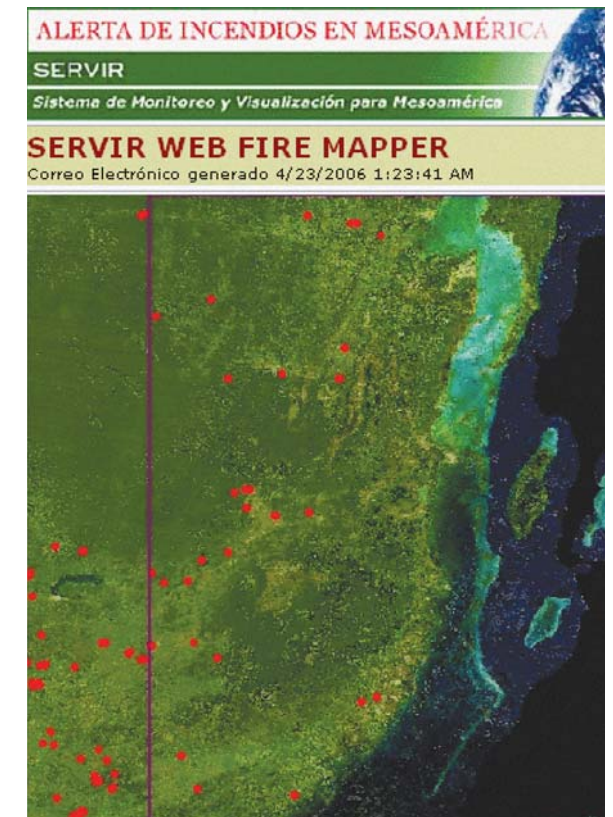 ALERTA DE INCENDIOS EN MESOAMÉRICA
SERVIR
Sistema de Monitoreo y Visualización para Mesoamérica
SERVIR WEB FIRE MAPPER
Correo Electrónico generado 4/23/2006 1:23:41 AM